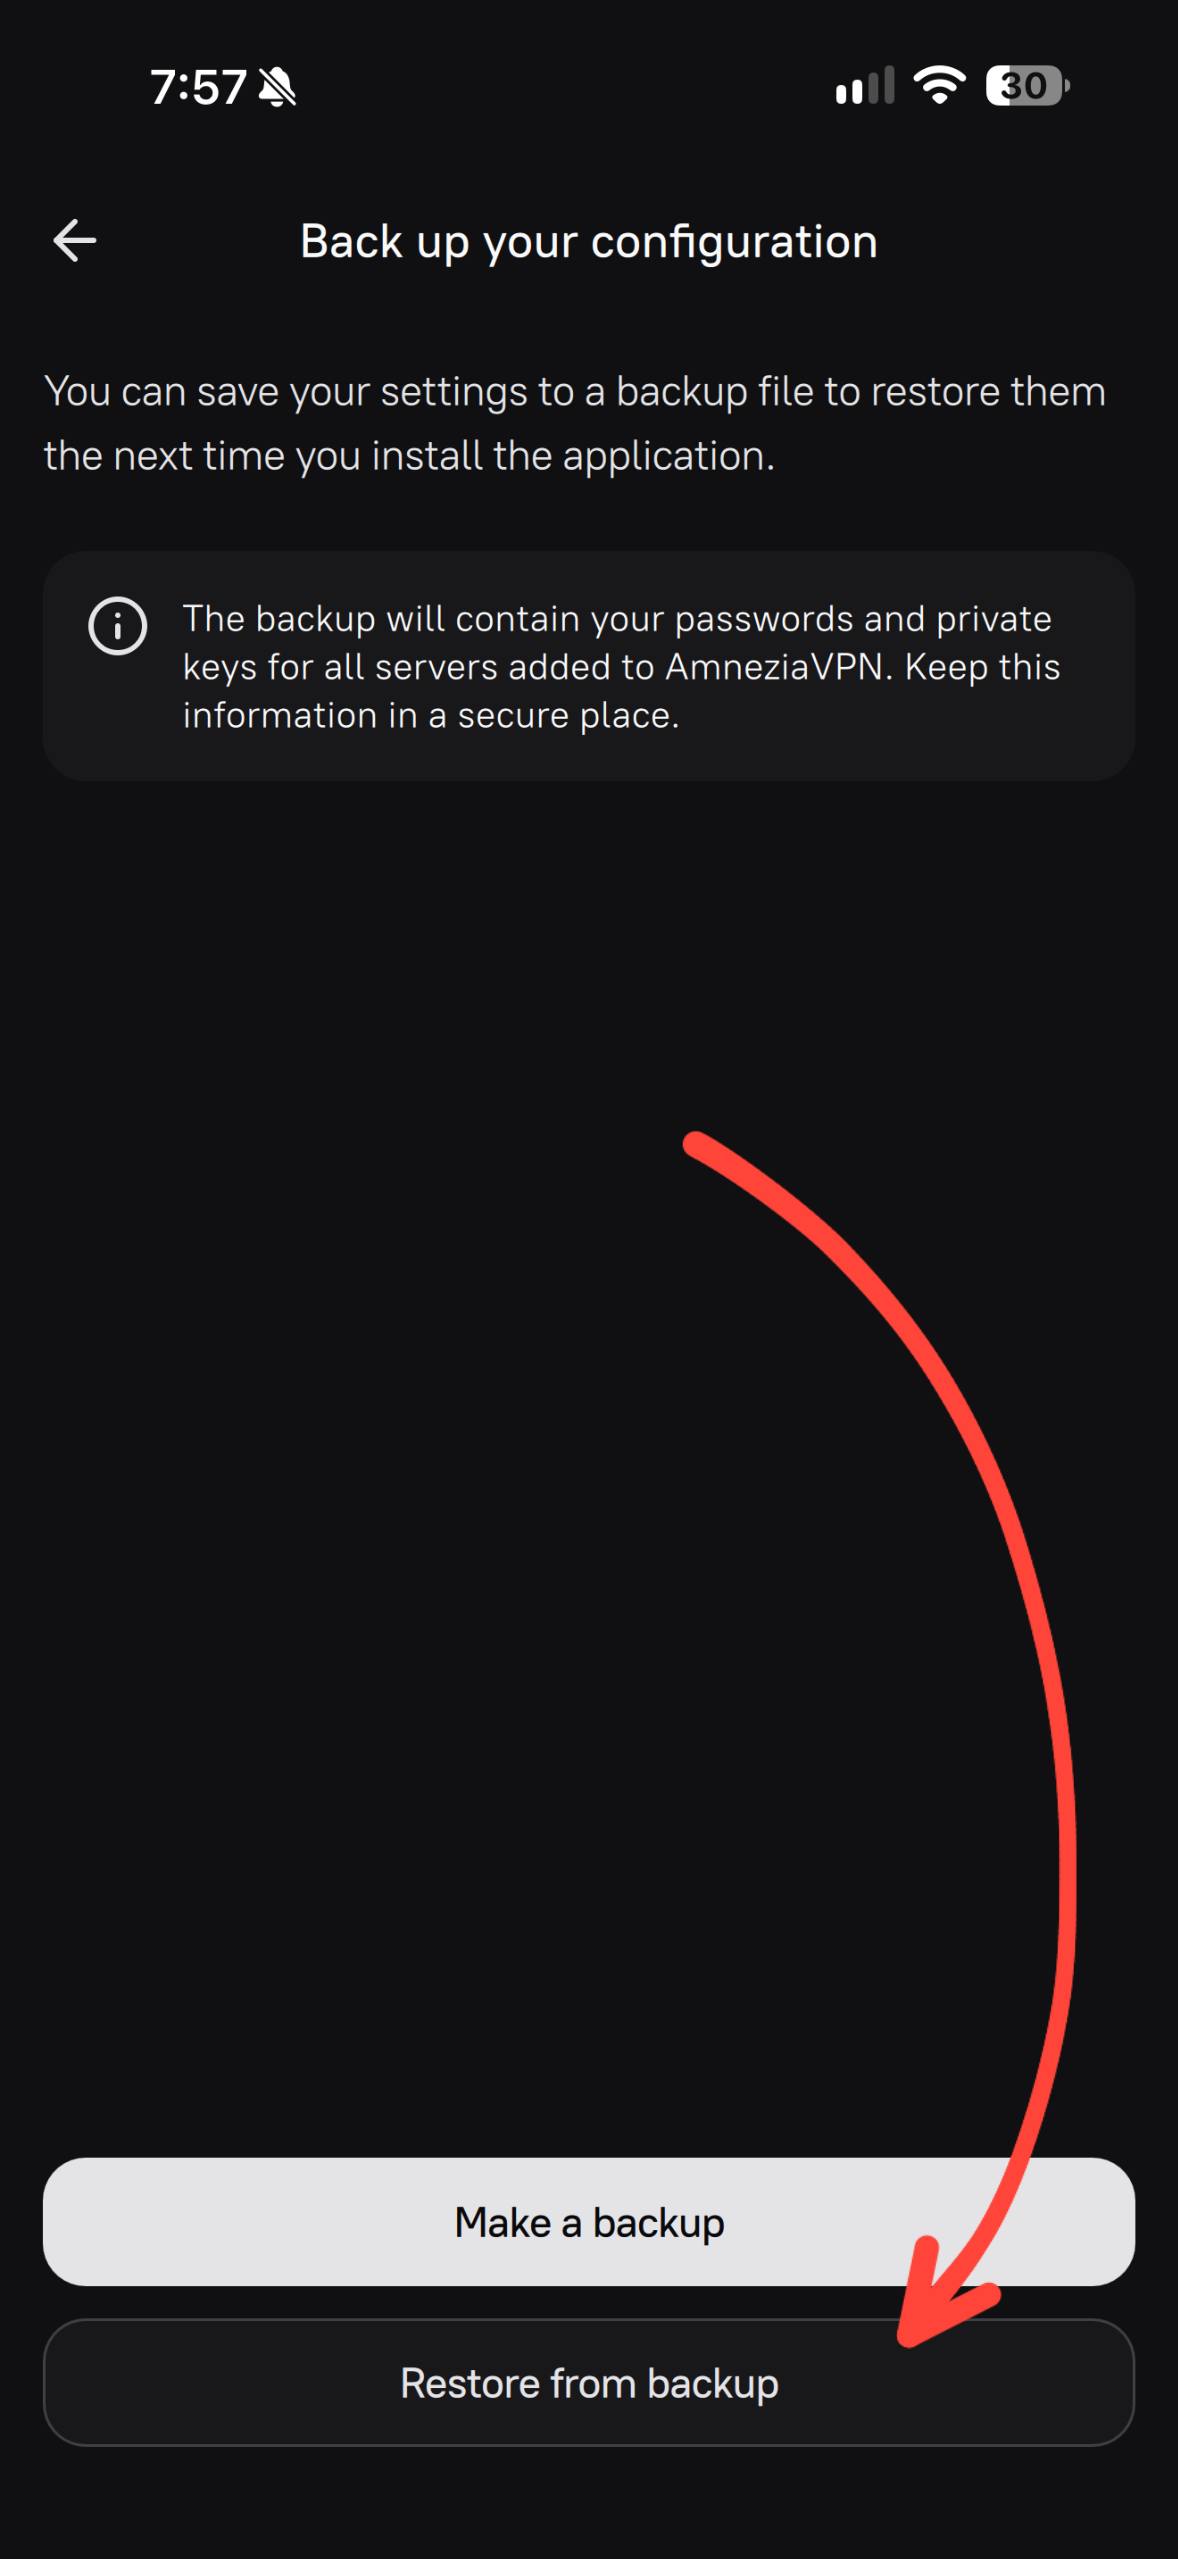 7:57
30
Back up your configuration
You can save your settings to a backup file to restore them
the next time you install the application.
The backup will contain your passwords and private
keys for all servers added to AmneziaVPN. Keep this
information in a secure place.
Make a backup
Restore from backup